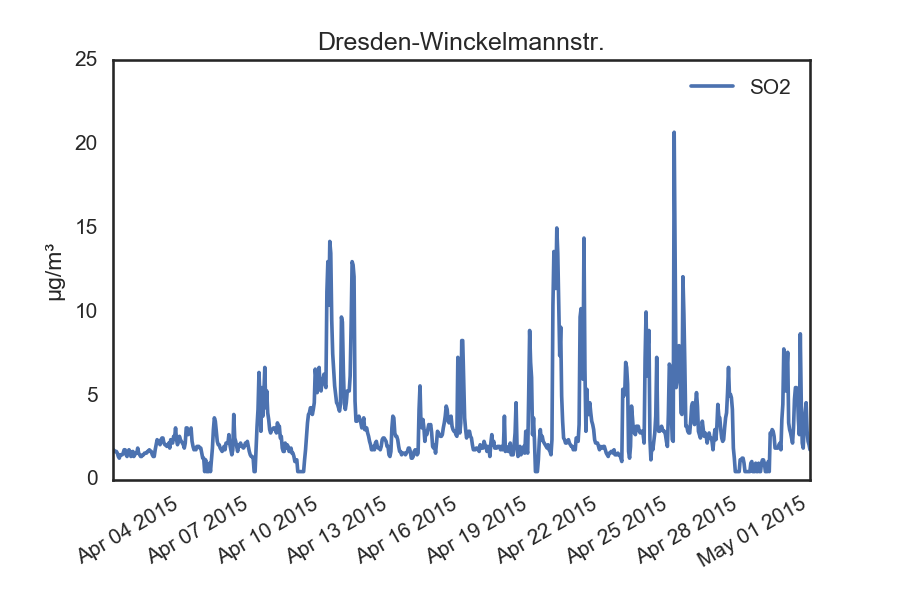 Dresden-Winckelmannstr.
25
20
15
10
5
0
µg/m³
SO2
Apr 04 2015
Apr 07 2015
Apr 10 2015
Apr 13 2015
Apr 16 2015
Apr 19 2015
Apr 22 2015
Apr 25 2015
Apr 28 2015
May 01 2015